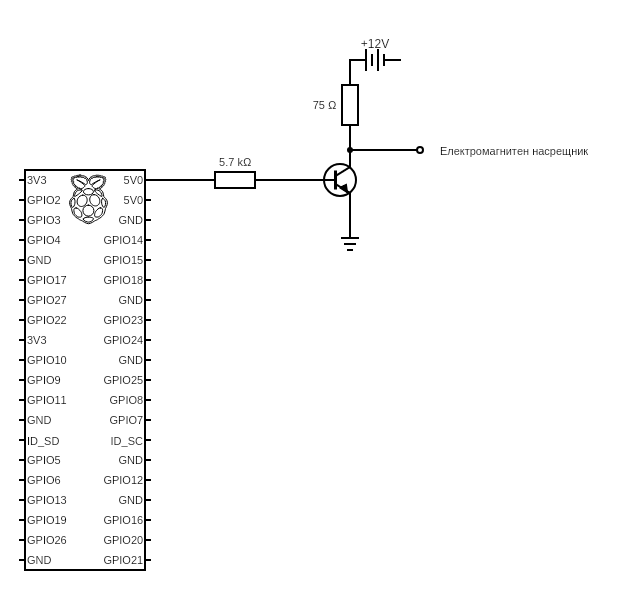 +12V
75 Ω
Електромагнитен насрещник
5.7 kΩ
3V3 5V0
GPIO2 5V0
GPIO3 GND
GPIO4 GPIO14
GND GPIO15
GPIO17 GPIO18
GPIO27 GND
GPIO22 GPIO23
3V3 GPIO24
GPIO10 GND
GPIO9 GPIO25
GPIO11 GPIO8
GND GPIO7
ID_SD ID_SC
GPIO5 GND
GPIO6 GPIO12
GPIO13 GND
GPIO19 GPIO16
GPIO26 GPIO20
GND GPIO21